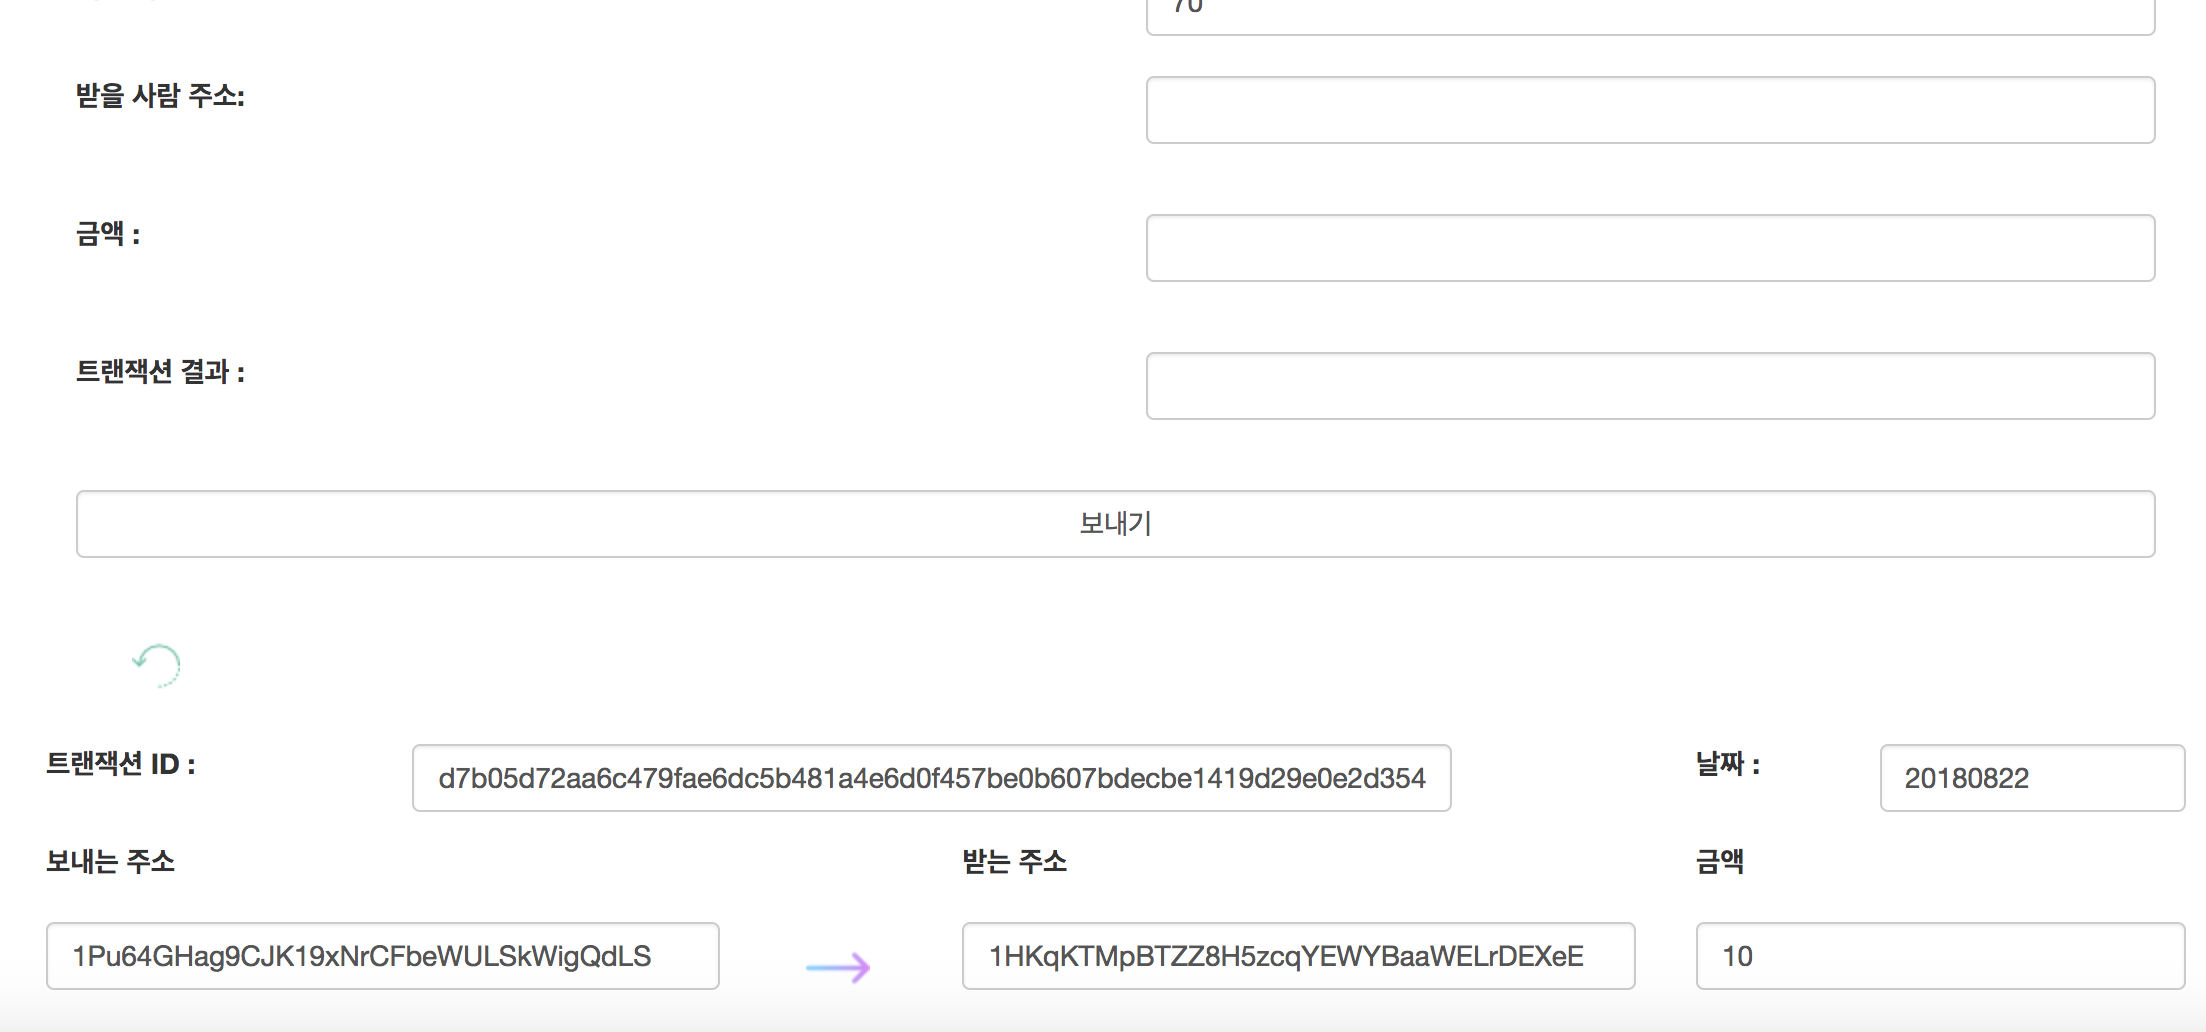 70
받을 사람 주소:
금액 :
트랜잭션 결과 :
보내기
트랜잭션 ID : d7b05d72aa6c479fae6dc5b481a4e6d0f457be0b607bdecbe1419d29e0e2d354 날짜 : 20180822
보내는 주소 받는 주소 금액
1Pu64GHag9CJK19xNrCFbeWULSkWigQdLS 1HKqKTMpBTZZ8H5zcqYEWYBaaWELrDEXeE 10